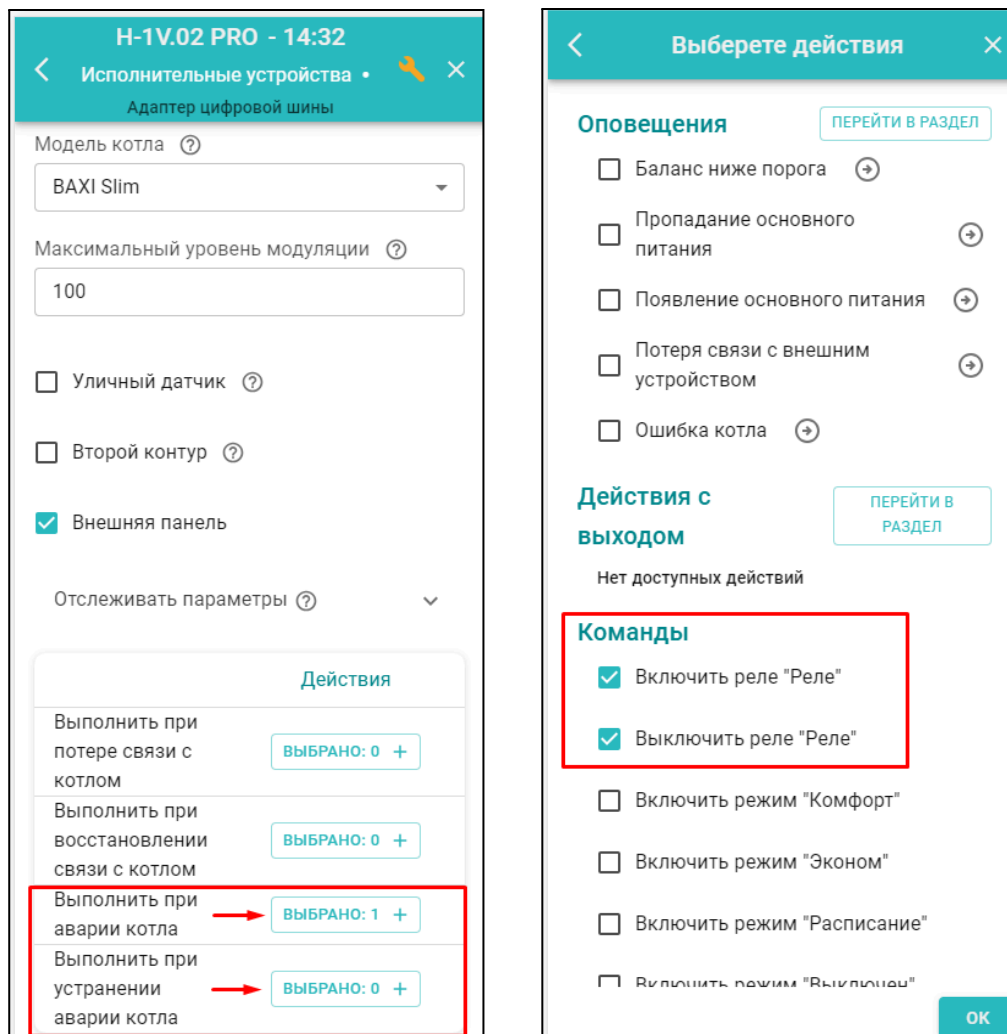 H-1V.02 PRO - 14:32
Исполнительные устройства •
Адаптер цифровой шины
Модель котла ?
BAXI Slim
Максимальный уровень модуляции ?
100
Уличный датчик ?
Второй контур ?
Внешняя панель
Отслеживать параметры ?
Действия
Выполнить при
потере связи с
котлом
ВЫБРАНО: 0 +
Выполнить при
восстановлении
связи с котлом
ВЫБРАНО: 0 +
Выполнить при
аварии котла
ВЫБРАНО: 1 +
Выполнить при
устранении
аварии котла
ВЫБРАНО: 0 +
Выберете действия
Оповещения
ПЕРЕЙТИ В РАЗДЕЛ
Баланс ниже порога
Пропадание основного
питания
Появление основного питания
Потеря связи с внешним
устройством
Ошибка котла
Действия с
выходом
ПЕРЕЙТИ В
РАЗДЕЛ
Нет доступных действий
Команды
Включить реле "Реле"
Выключить реле "Реле"
Включить режим "Комфорт"
Включить режим "Эконом"
Включить режим "Расписание"
Включить режим "Выключен"
ОК